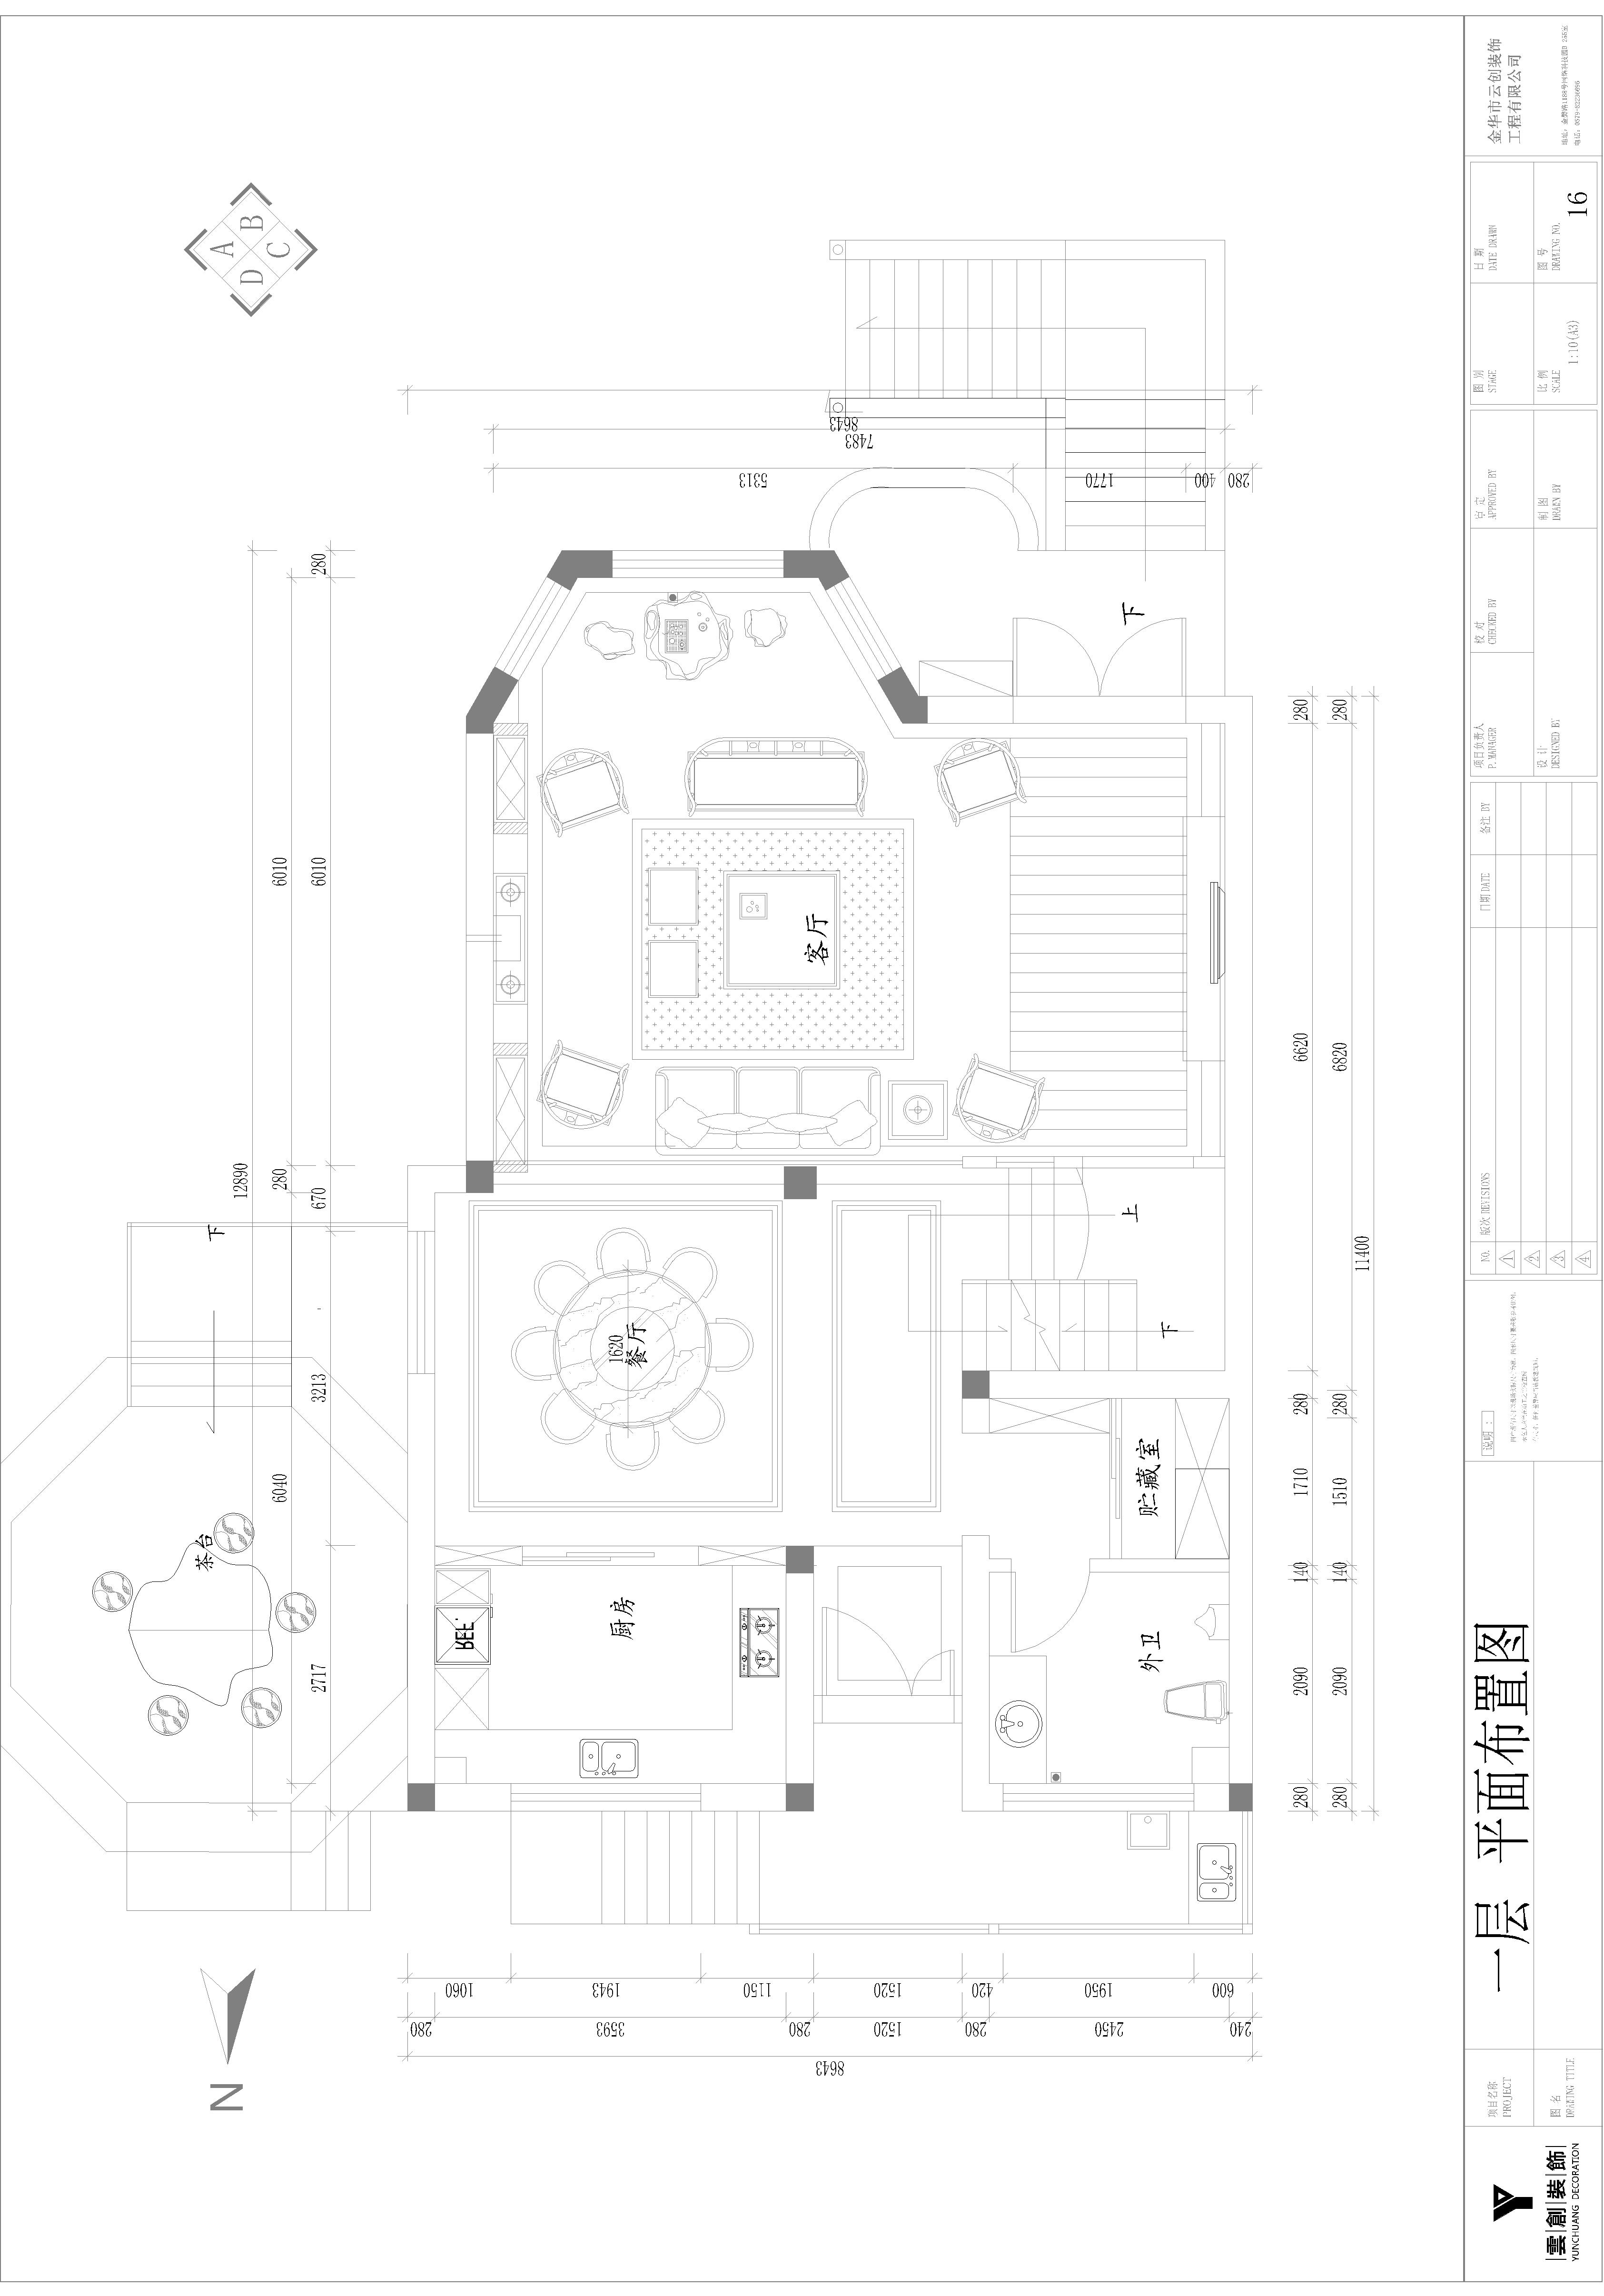 A
B
C
D
12890
6010
280
6040
280
6010
670
3213
2717
下
茶台
N
8643
7483
5313
1770
400
280
客厅
餐厅
1620
厨房
REF
贮藏室
外卫
上
下
下
280
6620
280
1710
140
2090
280
280
6820
280
1510
140
2090
280
11400
1060
1943
1150
1520
420
1950
600
280
3593
280
1520
280
2450
240
8643
雲創裝飾
YUNCHUANG DECORATION
项目名称
PROJECT
图名
DRAWING TITLE
一层 平面布置图
说明：
NO.
版次 REVISIONS
日期 DATE
备注 BY
1
2
3
4
项目负责人
P.MANAGER
校对
CHECKED BY
审定
APPROVED BY
设计
DESIGNED BY
制图
DRAEN BY
图别
STAGE
日期
DATE DRAWN
比例
SCALE
1:10(A3)
图号
DRAWING NO.
16
金华市云创装饰
工程有限公司